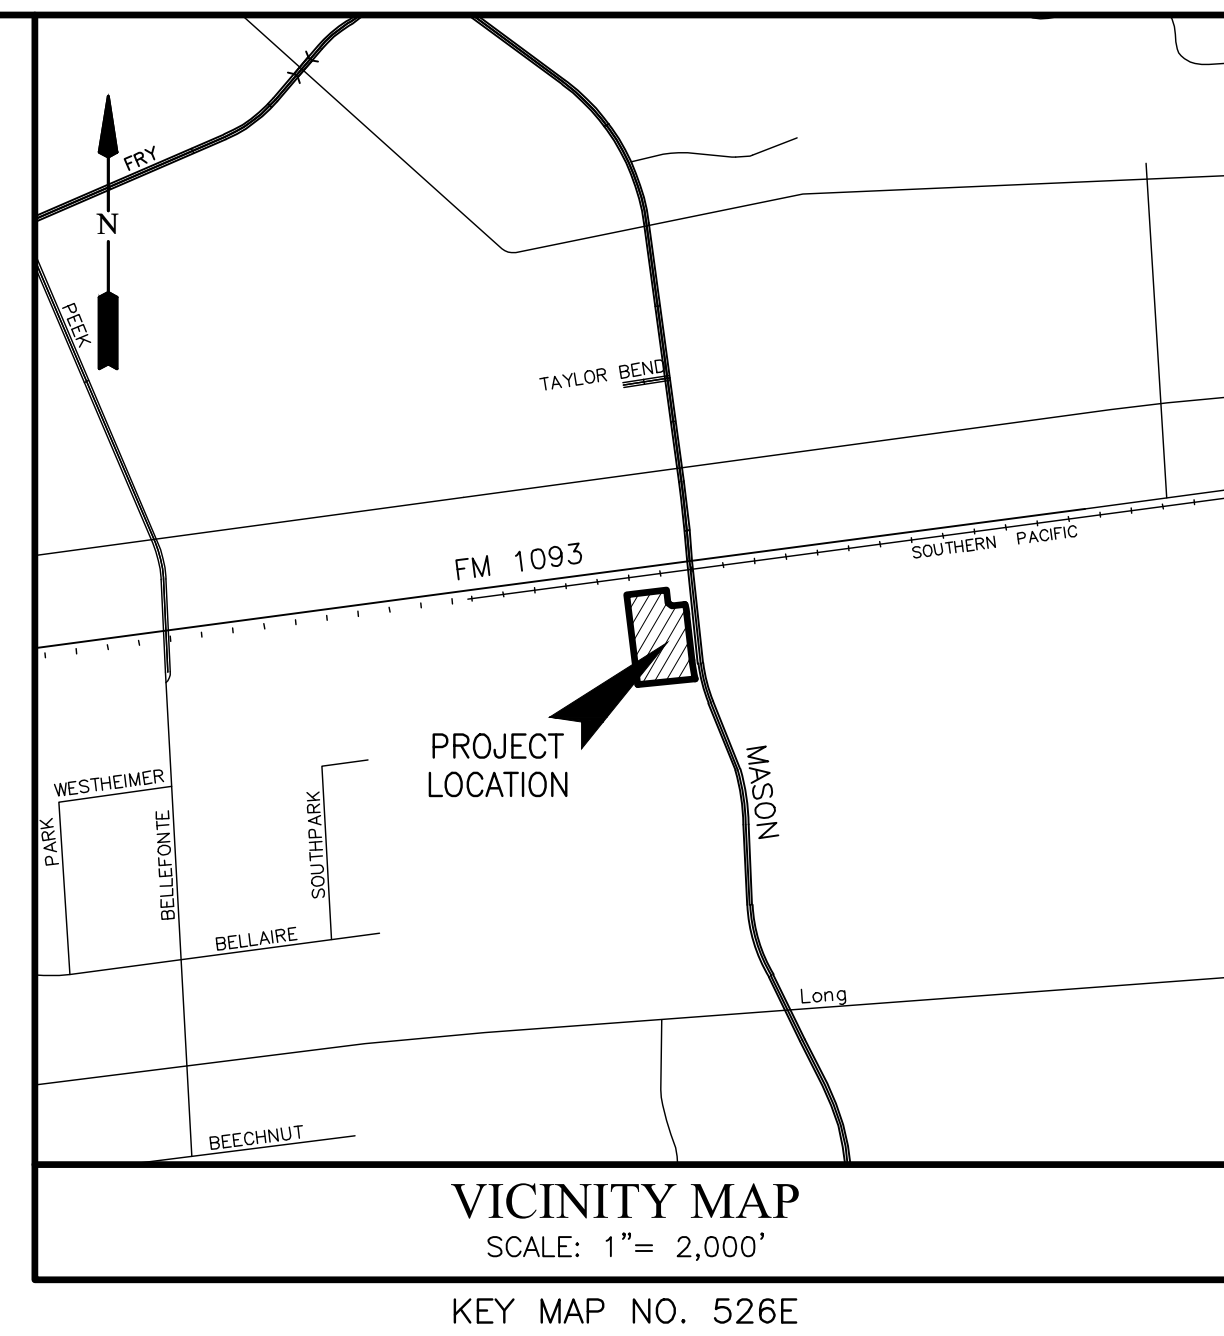 FRY
N
PEEK
TAYLOR BEND
FM 1093
SOUTHERN PACIFIC
PROJECT
LOCATION
MASON
WESTHEIMER
PARK
BELLEFONTE
SOUTHPARK
BELLAIRE
Long
BEECHNUT
VICINITY MAP
SCALE: 1"= 2,000'
KEY MAP NO. 526E